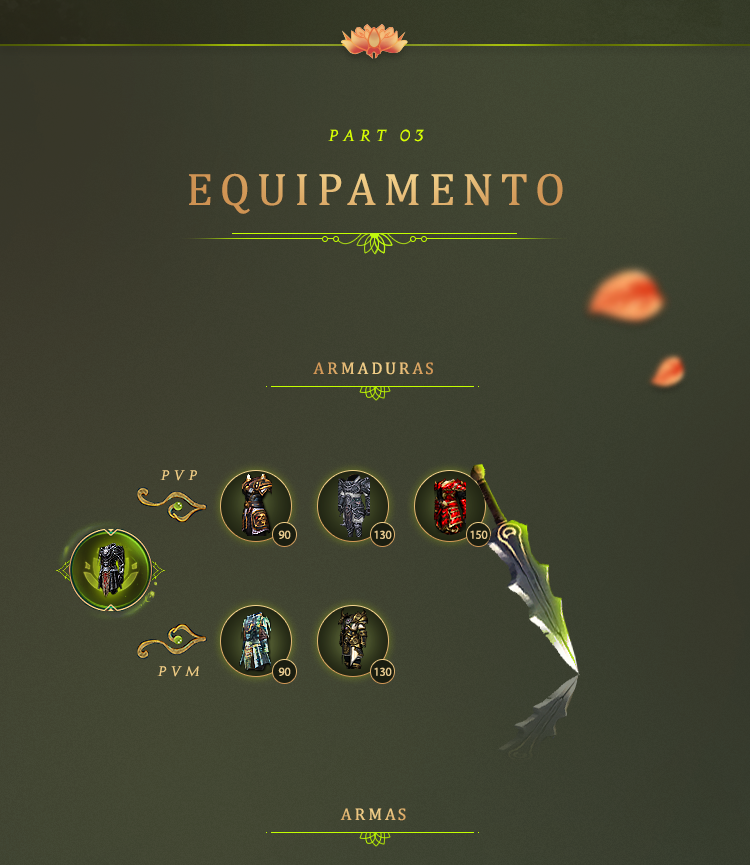 PART 03
EQUIPAMENTO
ARMADURAS
PVP
90
130
150
PVM
90
130
ARMAS